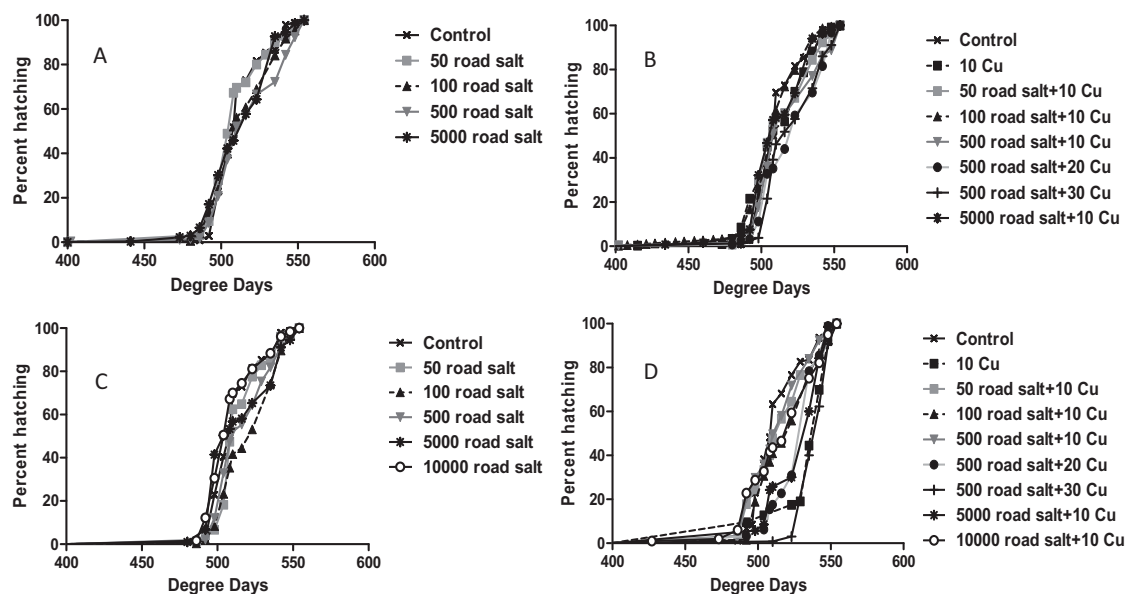 A
Percent hatching
100
80
60
40
20
0
400 450 500 550 600
Degree Days
Control
50 road salt
100 road salt
500 road salt
5000 road salt
B
Percent hatching
100
80
60
40
20
0
400 450 500 550 600
Degree Days
Control
10 Cu
50 road salt+10 Cu
100 road salt+10 Cu
500 road salt+10 Cu
500 road salt+20 Cu
500 road salt+30 Cu
5000 road salt+10 Cu
C
Percent hatching
100
80
60
40
20
0
400 450 500 550 600
Degree Days
Control
50 road salt
100 road salt
500 road salt
5000 road salt
10000 road salt
D
Percent hatching
100
80
60
40
20
0
400 450 500 550 600
Degree Days
Control
10 Cu
50 road salt+10 Cu
100 road salt+10 Cu
500 road salt+10 Cu
500 road salt+20 Cu
500 road salt+30 Cu
5000 road salt+10 Cu
10000 road salt+10 Cu